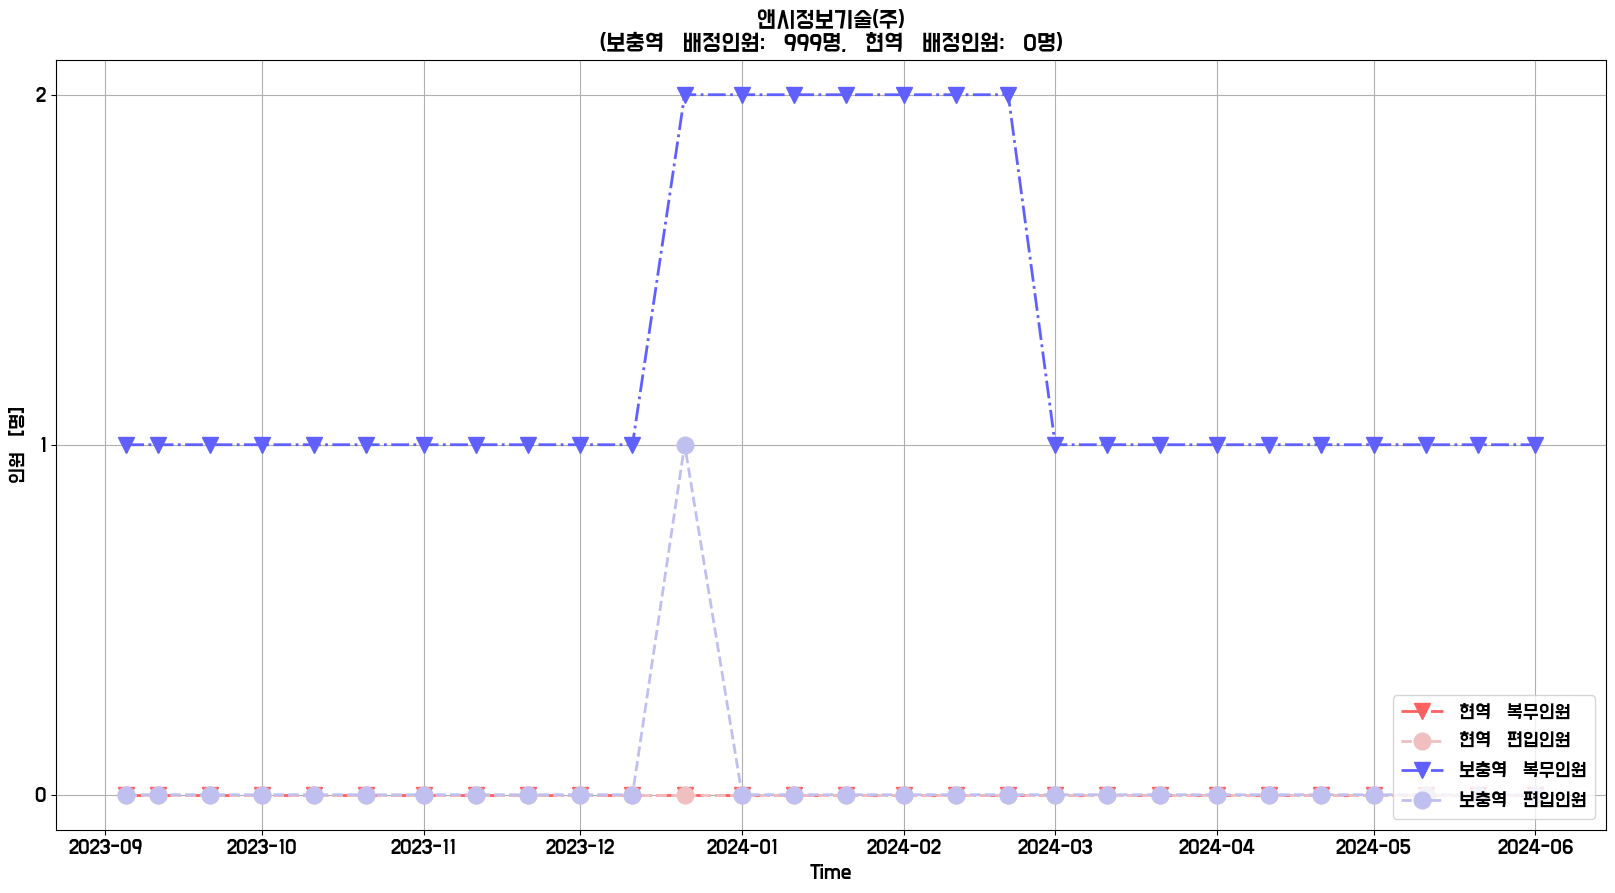 앤시정보기술(주)
(보충역 배정인원: 999명, 현역 배정인원: 0명)
2
1
0
인원 [명]
현역 복무인원
현역 편입인원
보충역 복무인원
보충역 편입인원
2023-09 2023-10 2023-11 2023-12 2024-01 2024-02 2024-03 2024-04 2024-05 2024-06
Time